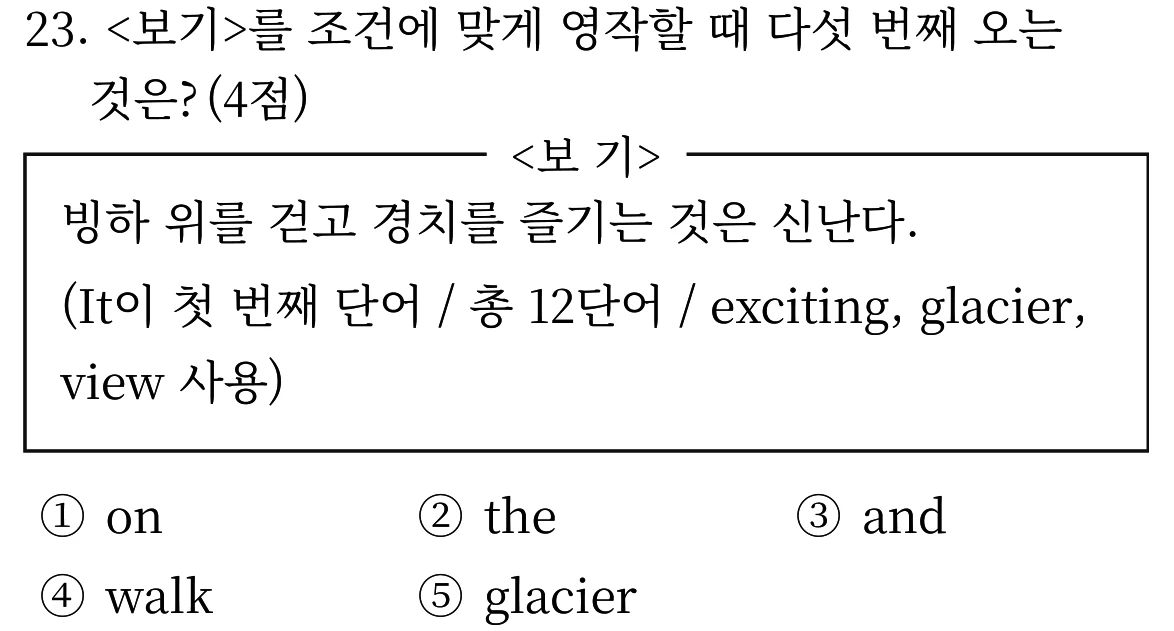 23. <보기>를 조건에 맞게 영작할 때 다섯 번째 오는
것은? (4점)
<보 기>
빙하 위를 걷고 경치를 즐기는 것은 신난다.
(It이 첫 번째 단어 / 총 12단어 / exciting, glacier,
view 사용)
① on ② the ③ and
④ walk ⑤ glacier